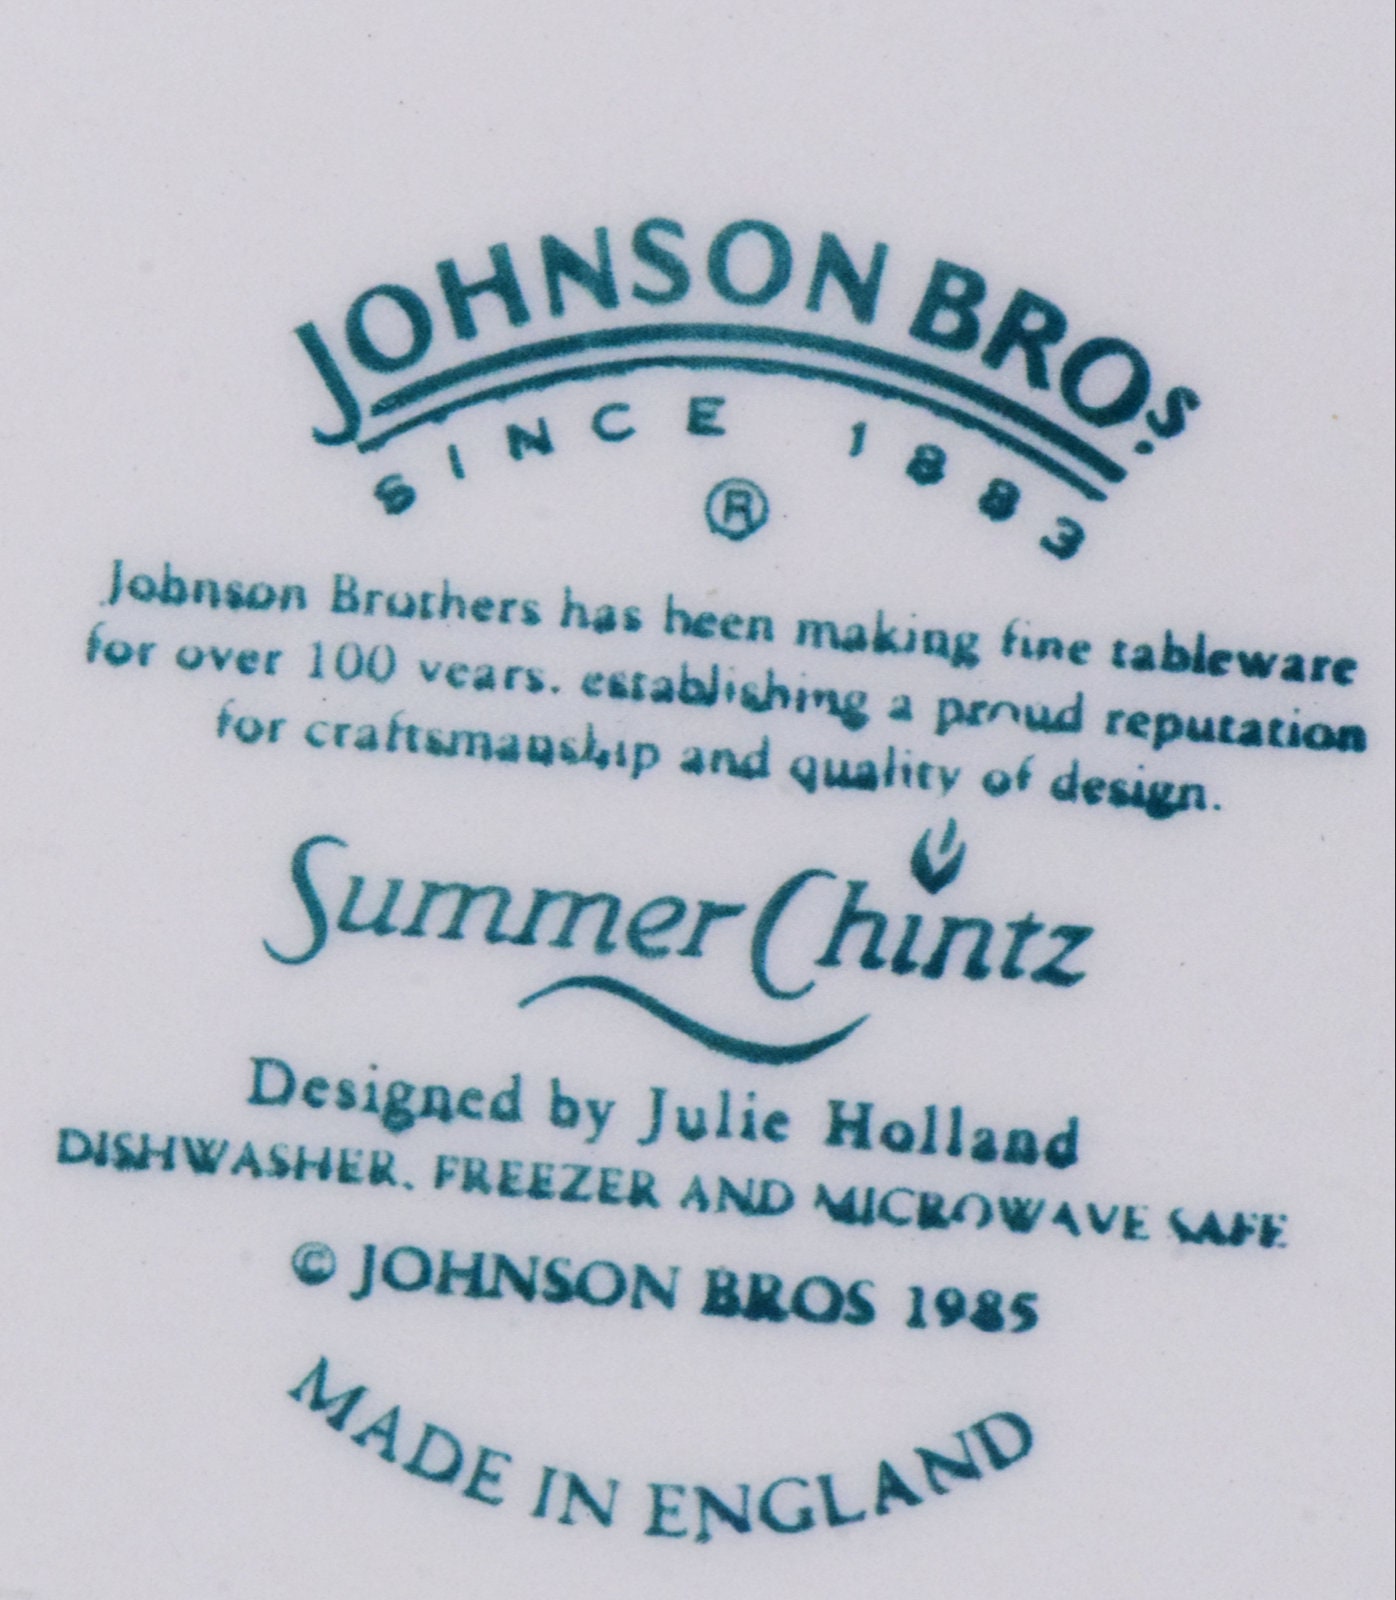 JOHNSON BROS.
SINCE 1883
®
Johnson Brothers has been making fine tableware
for over 100 years, establishing a proud reputation
for craftsmanship and quality of design.
Summer Chintz
Designed by Julie Holland
DISHWASHER, FREEZER AND MICROWAVE SAFE
© JOHNSON BROS 1985
MADE IN ENGLAND